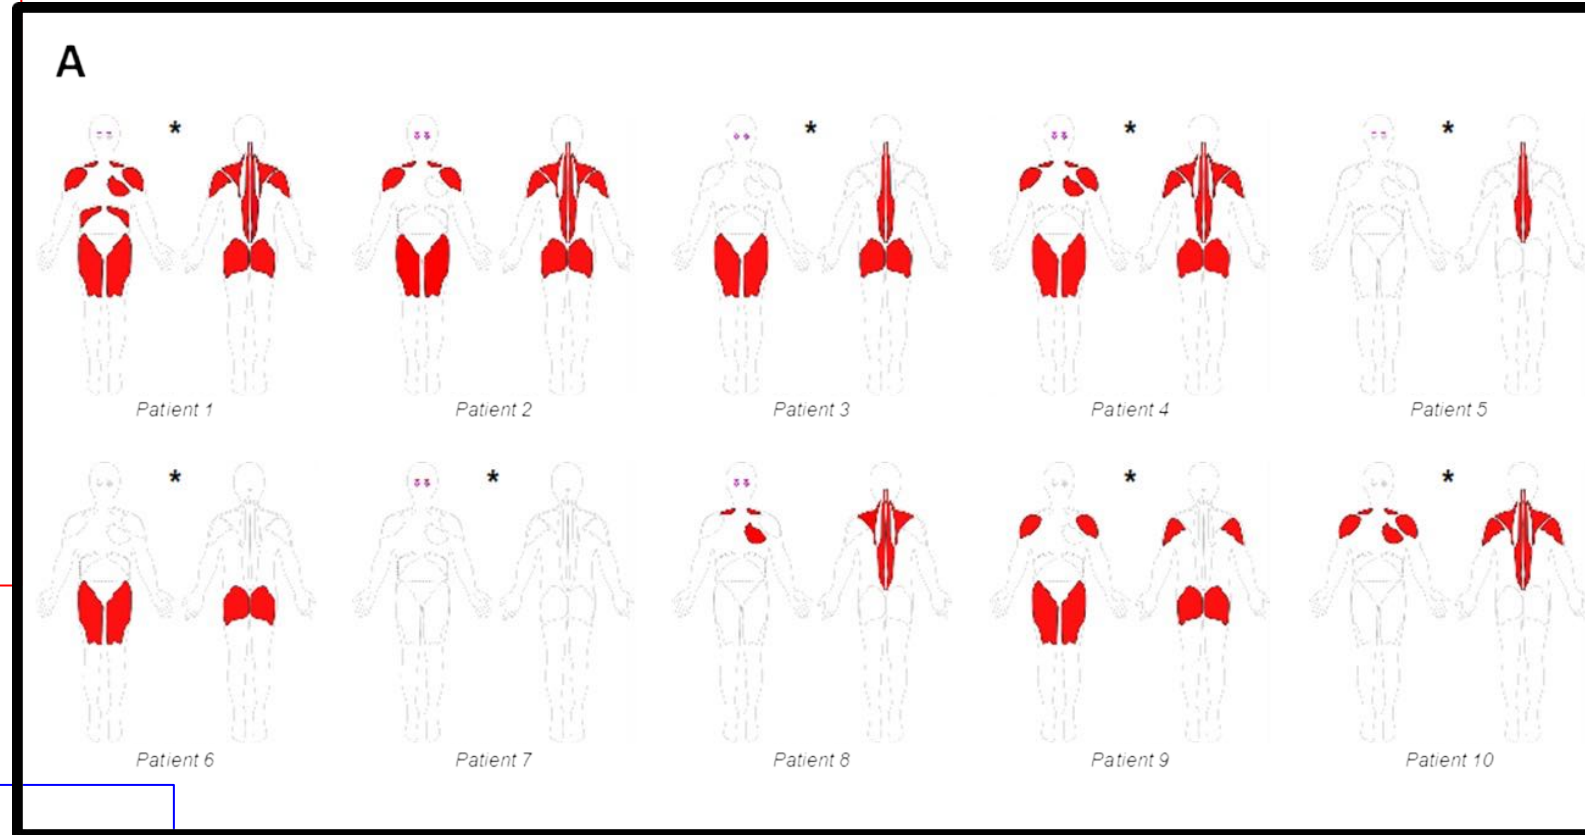 A
* * * *
Patient 1 Patient 2 Patient 3 Patient 4 Patient 5
* * * *
Patient 6 Patient 7 Patient 8 Patient 9 Patient 10